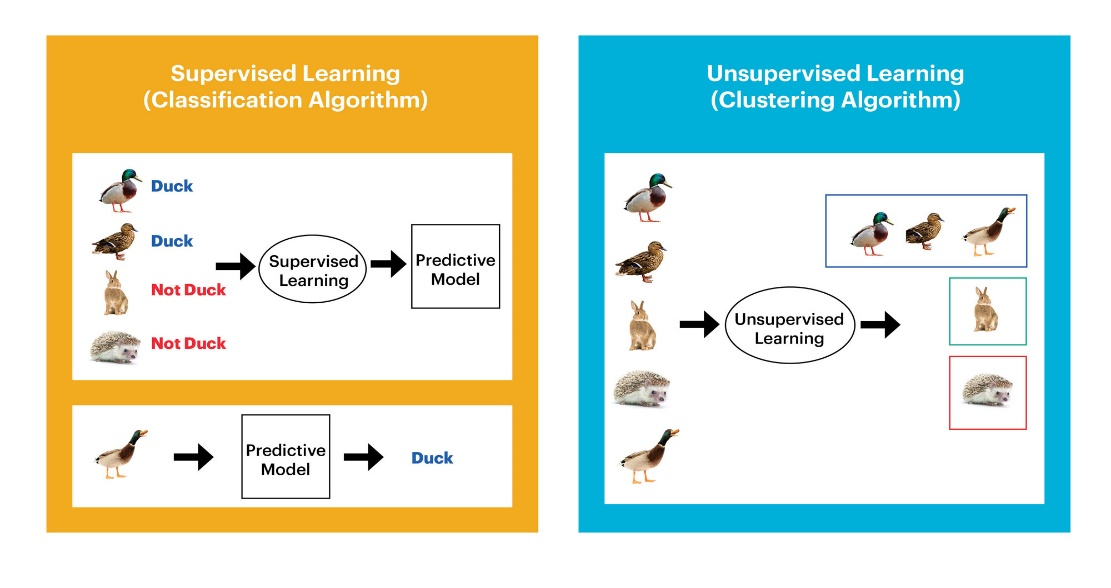 Supervised Learning
(Classification Algorithm)
Duck
Duck
Not Duck
Not Duck
Supervised
Learning
Predictive
Model
Predictive
Model
Duck
Unsupervised Learning
(Clustering Algorithm)
Unsupervised
Learning